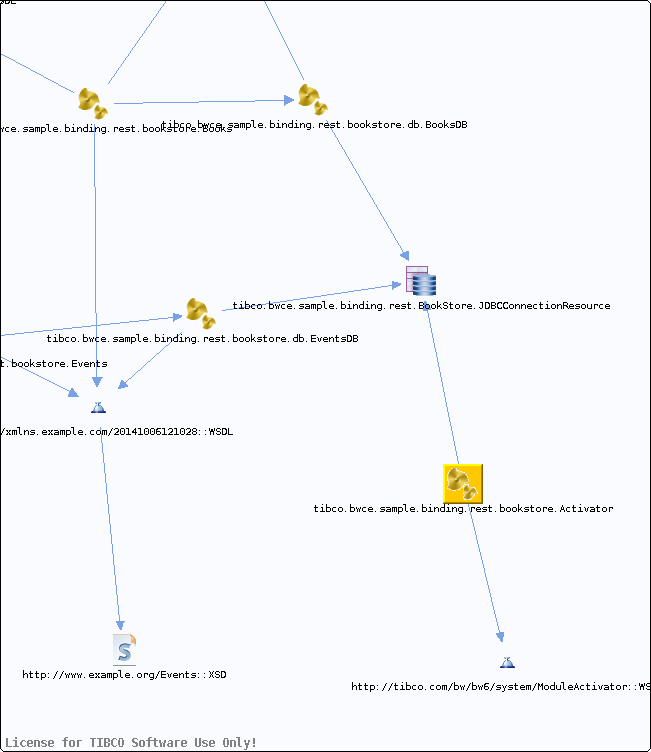 wce.sample.binding.rest.bookstore.Books
tibco.bwce.sample.binding.rest.bookstore.db.BooksDB
tibco.bwce.sample.binding.rest.BookStore.JDBCConnectionResource
tibco.bwce.sample.binding.rest.bookstore.db.EventsDB
t.bookstore.Events
/xmlns.example.com/20141006121028::WSDL
tibco.bwce.sample.binding.rest.bookstore.Activator
http://www.example.org/Events::XSD
http://tibco.com/bw/bw6/system/ModuleActivator::WS
License for TIBCO Software Use Only!